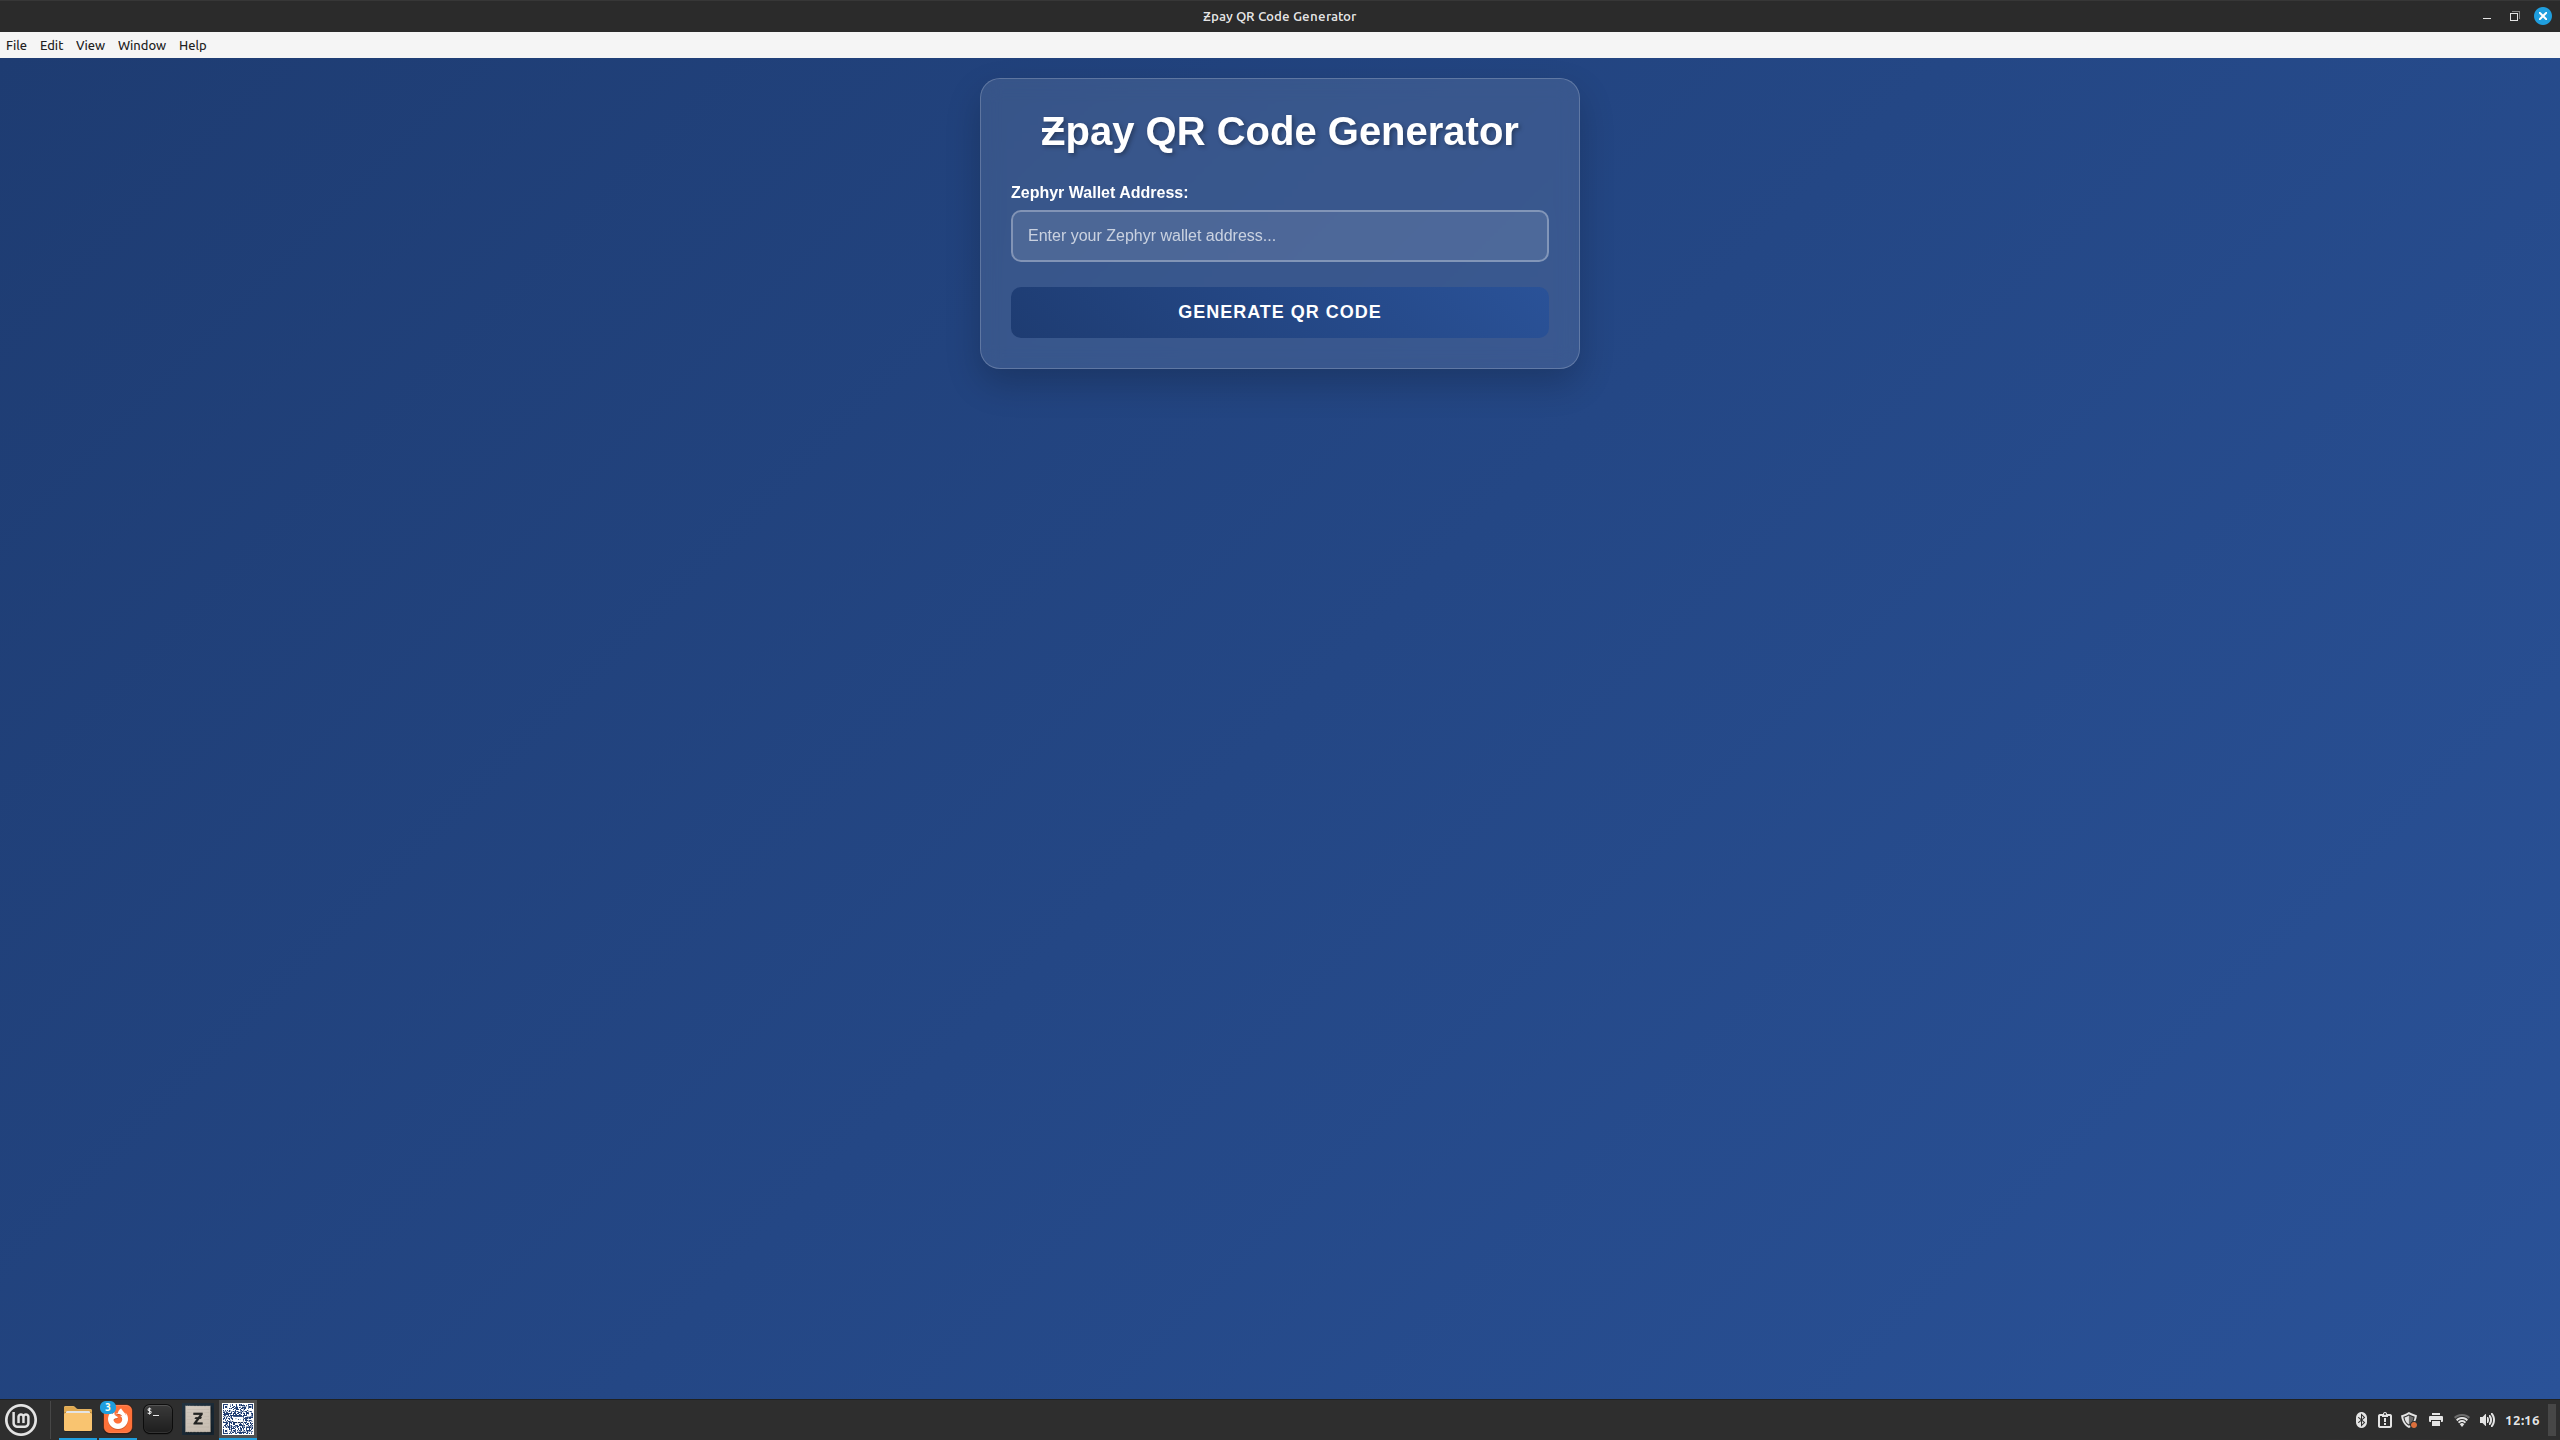 Ƶpay QR Code Generator
File Edit View Window Help
Ƶpay QR Code Generator
Zephyr Wallet Address:
Enter your Zephyr wallet address...
GENERATE QR CODE
3
$_
Ƶ
12:16